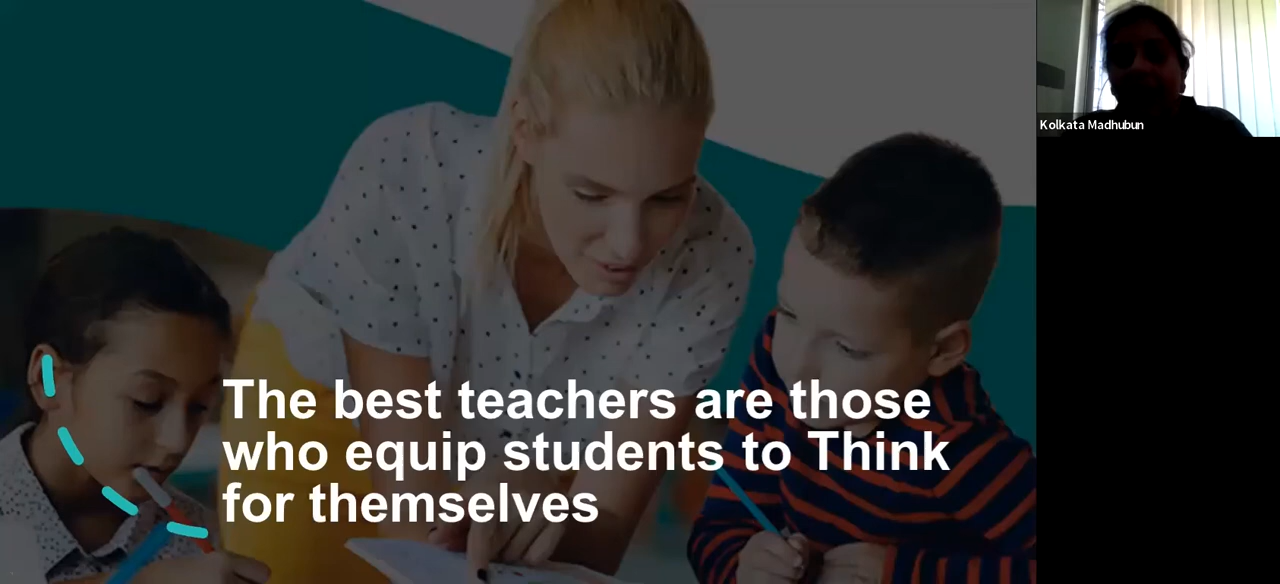 The best teachers are those
who equip students to Think
for themselves
Kolkata Madhubun